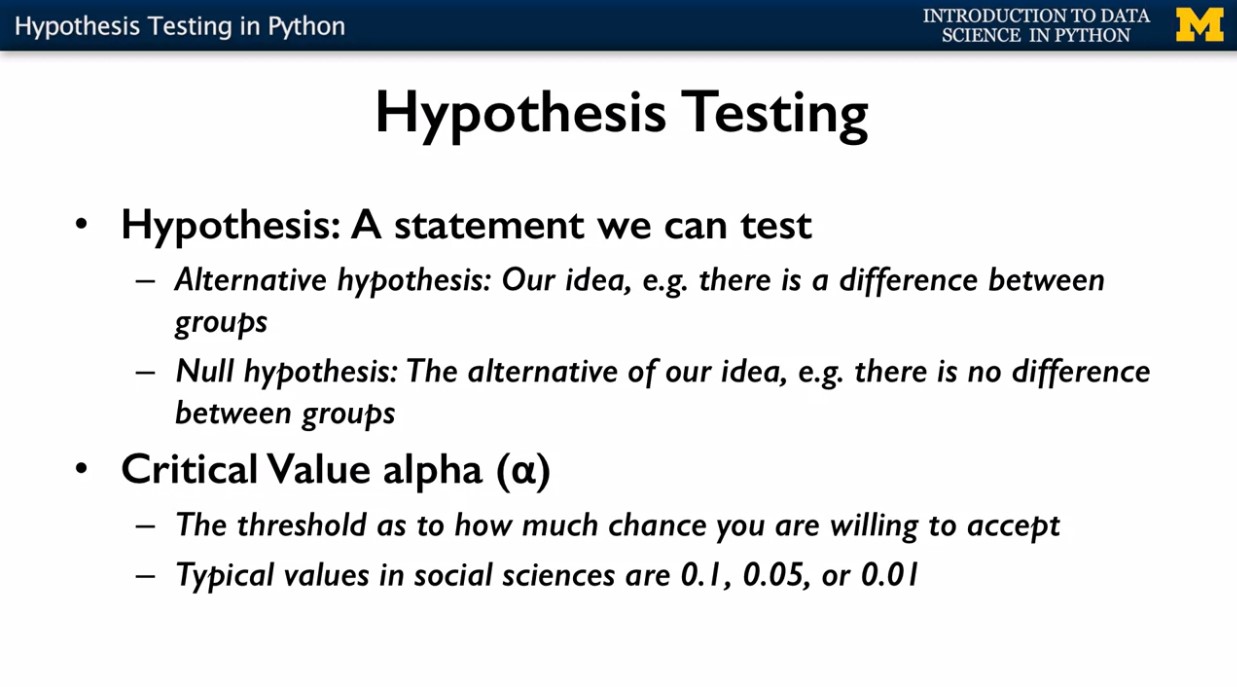 Hypothesis Testing in Python
INTRODUCTION TO DATA
SCIENCE IN PYTHON
M
Hypothesis Testing
• Hypothesis: A statement we can test
– Alternative hypothesis: Our idea, e.g. there is a difference between
groups
– Null hypothesis: The alternative of our idea, e.g. there is no difference
between groups
• Critical Value alpha (α)
– The threshold as to how much chance you are willing to accept
– Typical values in social sciences are 0.1, 0.05, or 0.01